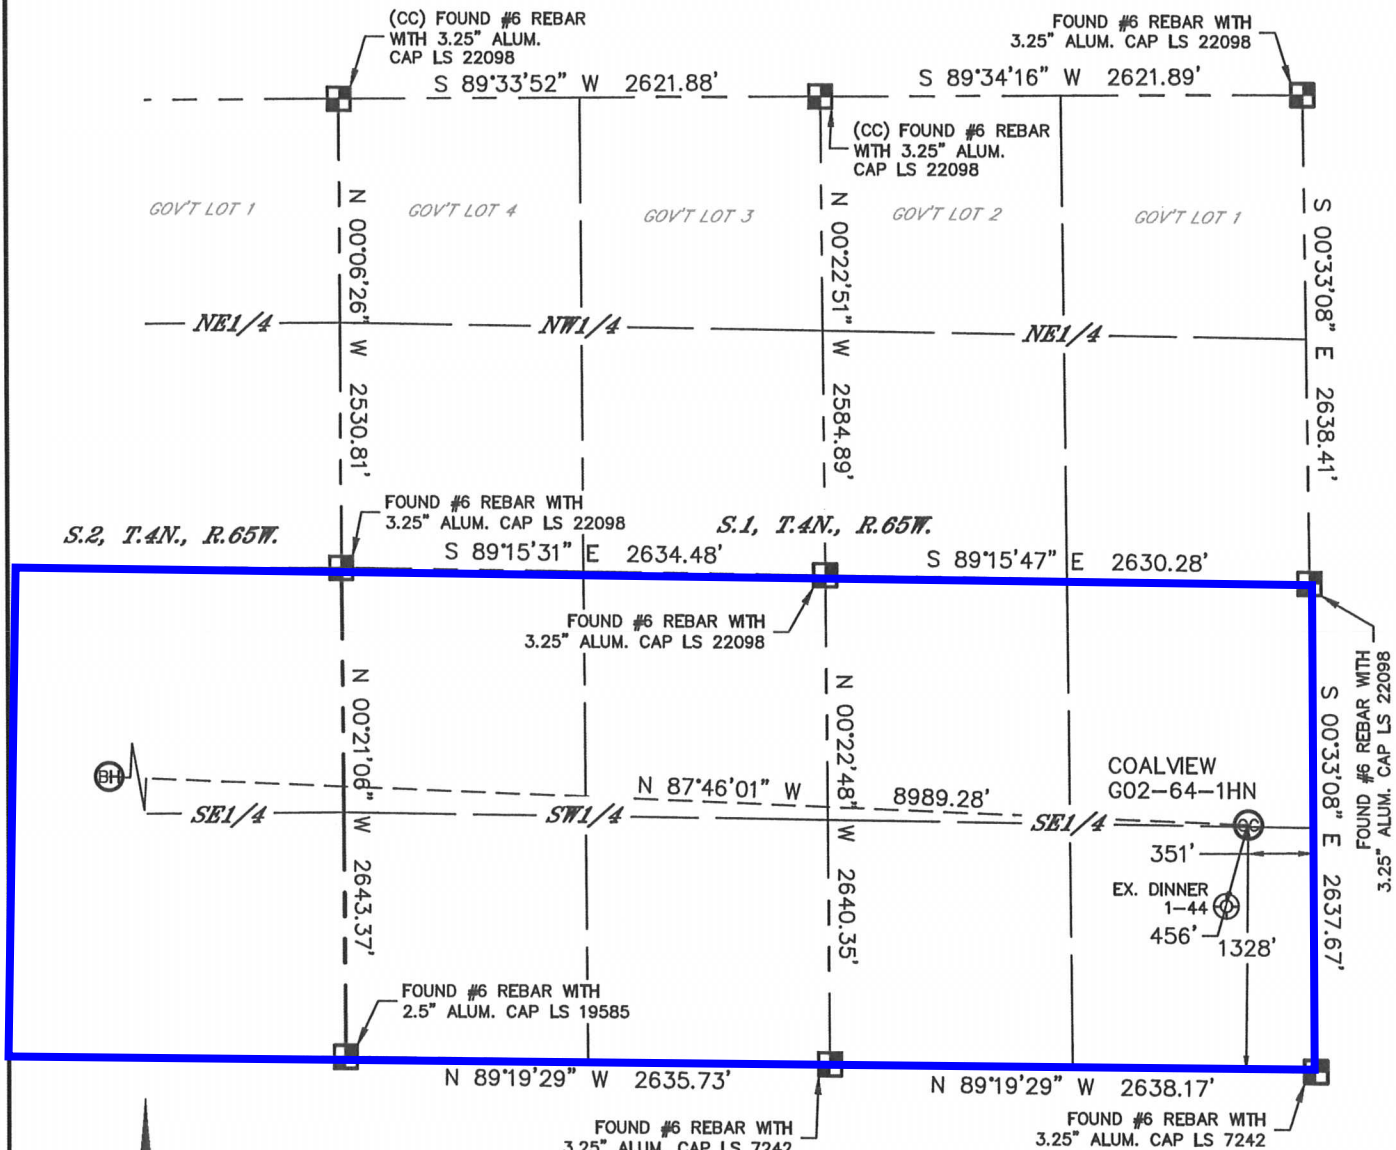 (CC) FOUND #6 REBAR
WITH 3.25" ALUM.
CAP LS 22098
FOUND #6 REBAR WITH
3.25" ALUM. CAP LS 22098
S 89°33'52" W 2621.88'
S 89°34'16" W 2621.89'
(CC) FOUND #6 REBAR
WITH 3.25" ALUM.
CAP LS 22098
GOV'T LOT 1
GOV'T LOT 4
GOV'T LOT 3
GOV'T LOT 2
GOV'T LOT 1
N 00°06'26" W 2530.81'
N 00°22'51" W 2584.89'
S 00°33'08" E 2638.41'
NE1/4
NW1/4
NE1/4
FOUND #6 REBAR WITH
3.25" ALUM. CAP LS 22098
S.2, T.4N., R.65W.
S.1, T.4N., R.65W.
S 89°15'31" E 2634.48'
S 89°15'47" E 2630.28'
FOUND #6 REBAR WITH
3.25" ALUM. CAP LS 22098
FOUND #6 REBAR WITH
3.25" ALUM. CAP LS 22098
N 00°21'06" W 2643.37'
N 00°22'48" W 2640.35'
S 00°33'08" E 2637.67'
BH
N 87°46'01" W 8989.28'
COALVIEW
G02-64-1HN
SE1/4
SW1/4
SE1/4
351'
EX. DINNER
1-44
456'
1328'
FOUND #6 REBAR WITH
2.5" ALUM. CAP LS 19585
N 89°19'29" W 2635.73'
N 89°19'29" W 2638.17'
FOUND #6 REBAR WITH
3.25" ALUM. CAP LS 7242
FOUND #6 REBAR WITH
3.25" ALUM. CAP LS 7242